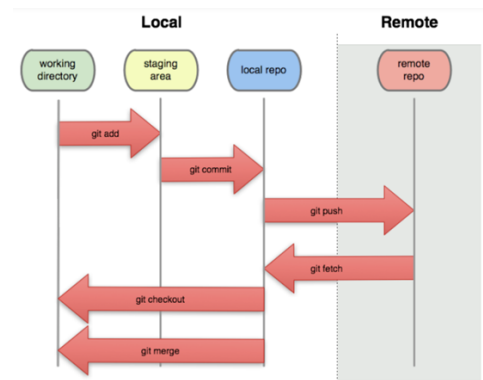 Local
Remote
working
directory
staging
area
local repo
remote
repo
git add
git commit
git push
git fetch
git checkout
git merge